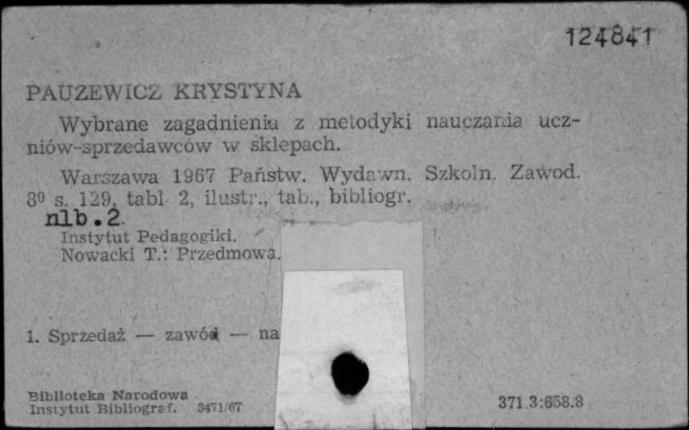 124841
PAUZEWICZ KRYSTYNA
Wybrane zagadnienia z metodyki nauczania ucz-
niów-sprzedawców w sklepach.
Warszawa 1967 Państw. Wydawn. Szkoln. Zawod.
8º s. 129, tabl 2, ilustr., tab., bibliogr.
nlb.2.
Instytut Pedagogiki.
Nowacki T.: Przedmowa.
1. Sprzedaż — zawód — na
Biblioteka Narodowa
Instytut Bibliograf. 3471/67
371.3:658.8